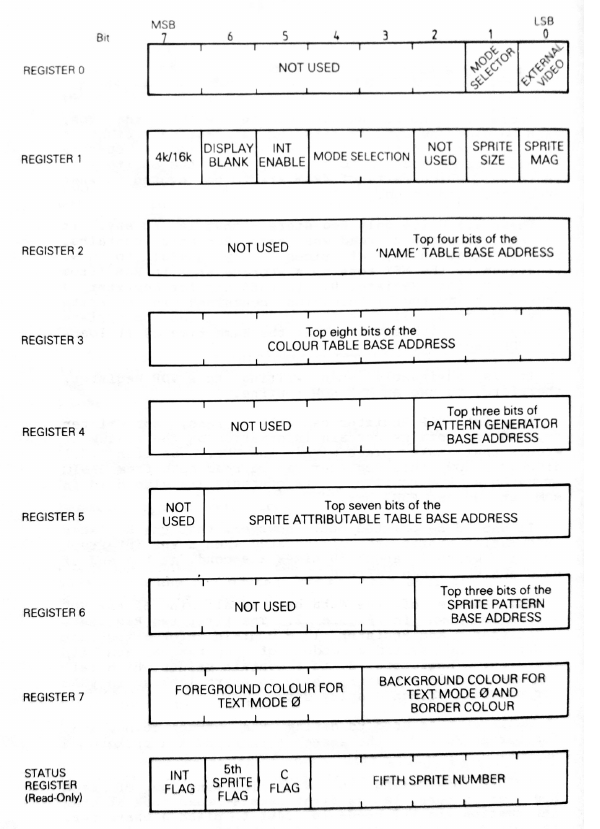 MSB LSB
Bit 7 6 5 4 3 2 1 0
REGISTER 0
NOT USED
MODE
SELECTOR
EXTERNAL
VIDEO
REGISTER 1
4k/16k
DISPLAY
BLANK
INT
ENABLE
MODE SELECTION
NOT
USED
SPRITE
SIZE
SPRITE
MAG
REGISTER 2
NOT USED
Top four bits of the
'NAME' TABLE BASE ADDRESS
REGISTER 3
Top eight bits of the
COLOUR TABLE BASE ADDRESS
REGISTER 4
NOT USED
Top three bits of
PATTERN GENERATOR
BASE ADDRESS
REGISTER 5
NOT
USED
Top seven bits of the
SPRITE ATTRIBUTABLE TABLE BASE ADDRESS
REGISTER 6
NOT USED
Top three bits of the
SPRITE PATTERN
BASE ADDRESS
REGISTER 7
FOREGROUND COLOUR FOR
TEXT MODE Ø
BACKGROUND COLOUR FOR
TEXT MODE Ø AND
BORDER COLOUR
STATUS
REGISTER
(Read-Only)
INT
FLAG
5th
SPRITE
FLAG
C
FLAG
FIFTH SPRITE NUMBER